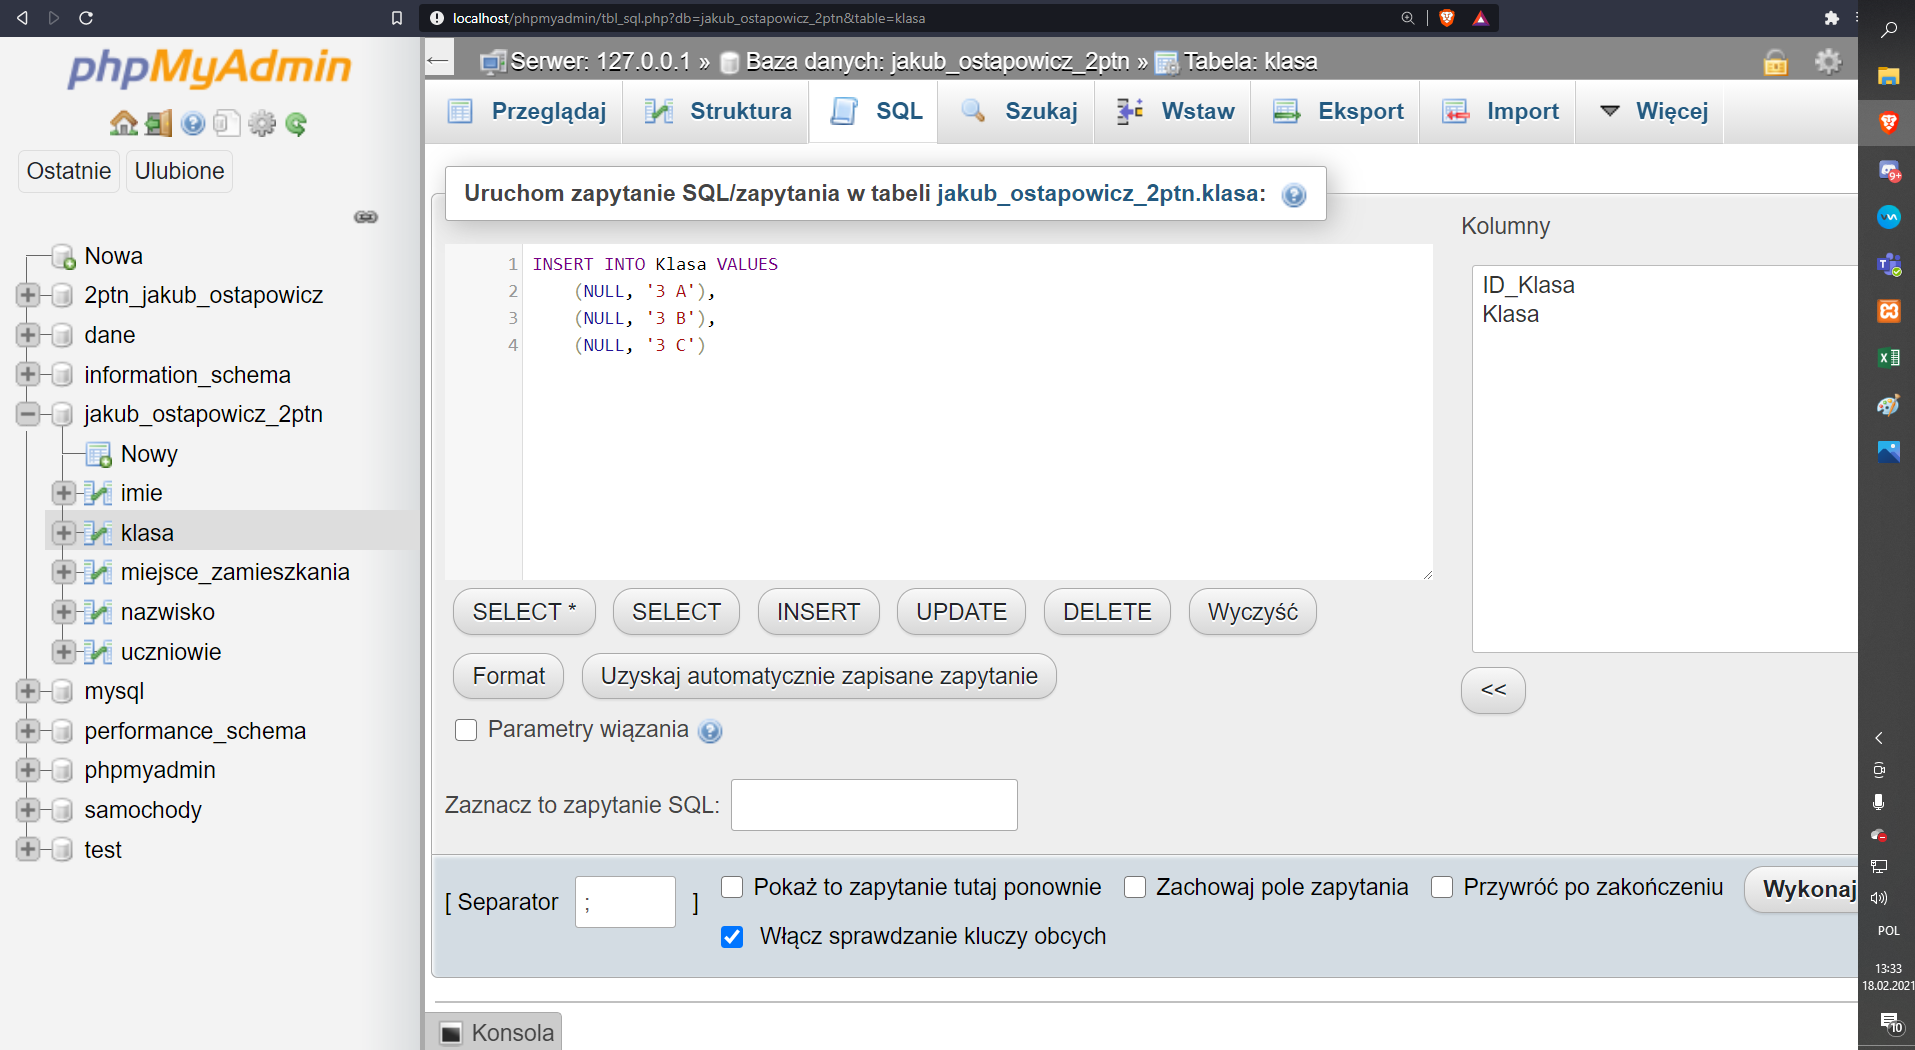 localhost/phpmyadmin/tbl_sql.php?db=jakub_ostapowicz_2ptn&table=klasa
phpMyAdmin
Ostatnie
Ulubione
Nowa
2ptn_jakub_ostapowicz
dane
information_schema
jakub_ostapowicz_2ptn
Nowy
imie
klasa
miejsce_zamieszkania
nazwisko
uczniowie
mysql
performance_schema
phpmyadmin
samochody
test
Serwer: 127.0.0.1 » Baza danych: jakub_ostapowicz_2ptn » Tabela: klasa
Przeglądaj
Struktura
SQL
Szukaj
Wstaw
Eksport
Import
Więcej
Uruchom zapytanie SQL/zapytania w tabeli jakub_ostapowicz_2ptn.klasa:
1 INSERT INTO Klasa VALUES
2 (NULL, '3 A'),
3 (NULL, '3 B'),
4 (NULL, '3 C')
Kolumny
ID_Klasa
Klasa
SELECT *
SELECT
INSERT
UPDATE
DELETE
Wyczyść
Format
Uzyskaj automatycznie zapisane zapytanie
<<
Parametry wiązania
Zaznacz to zapytanie SQL:
[ Separator ; ]
Pokaż to zapytanie tutaj ponownie
Zachowaj pole zapytania
Przywróć po zakończeniu
Wykonaj
Włącz sprawdzanie kluczy obcych
Konsola
9+
POL
13:33
18.02.2021
10